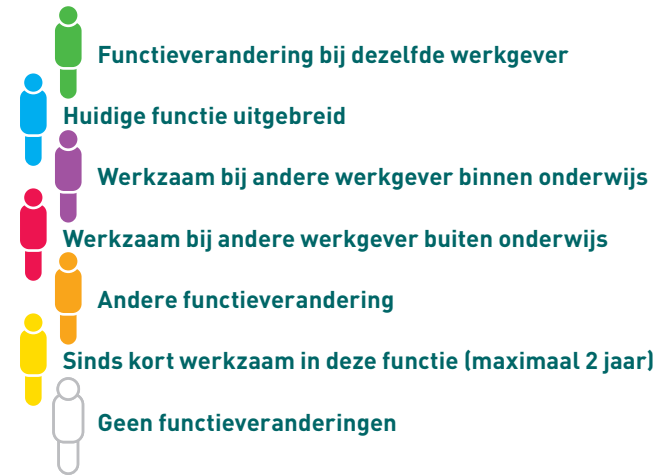 Functieverandering bij dezelfde werkgever
Huidige functie uitgebreid
Werkzaam bij andere werkgever binnen onderwijs
Werkzaam bij andere werkgever buiten onderwijs
Andere functieverandering
Sinds kort werkzaam in deze functie (maximaal 2 jaar)
Geen functieveranderingen